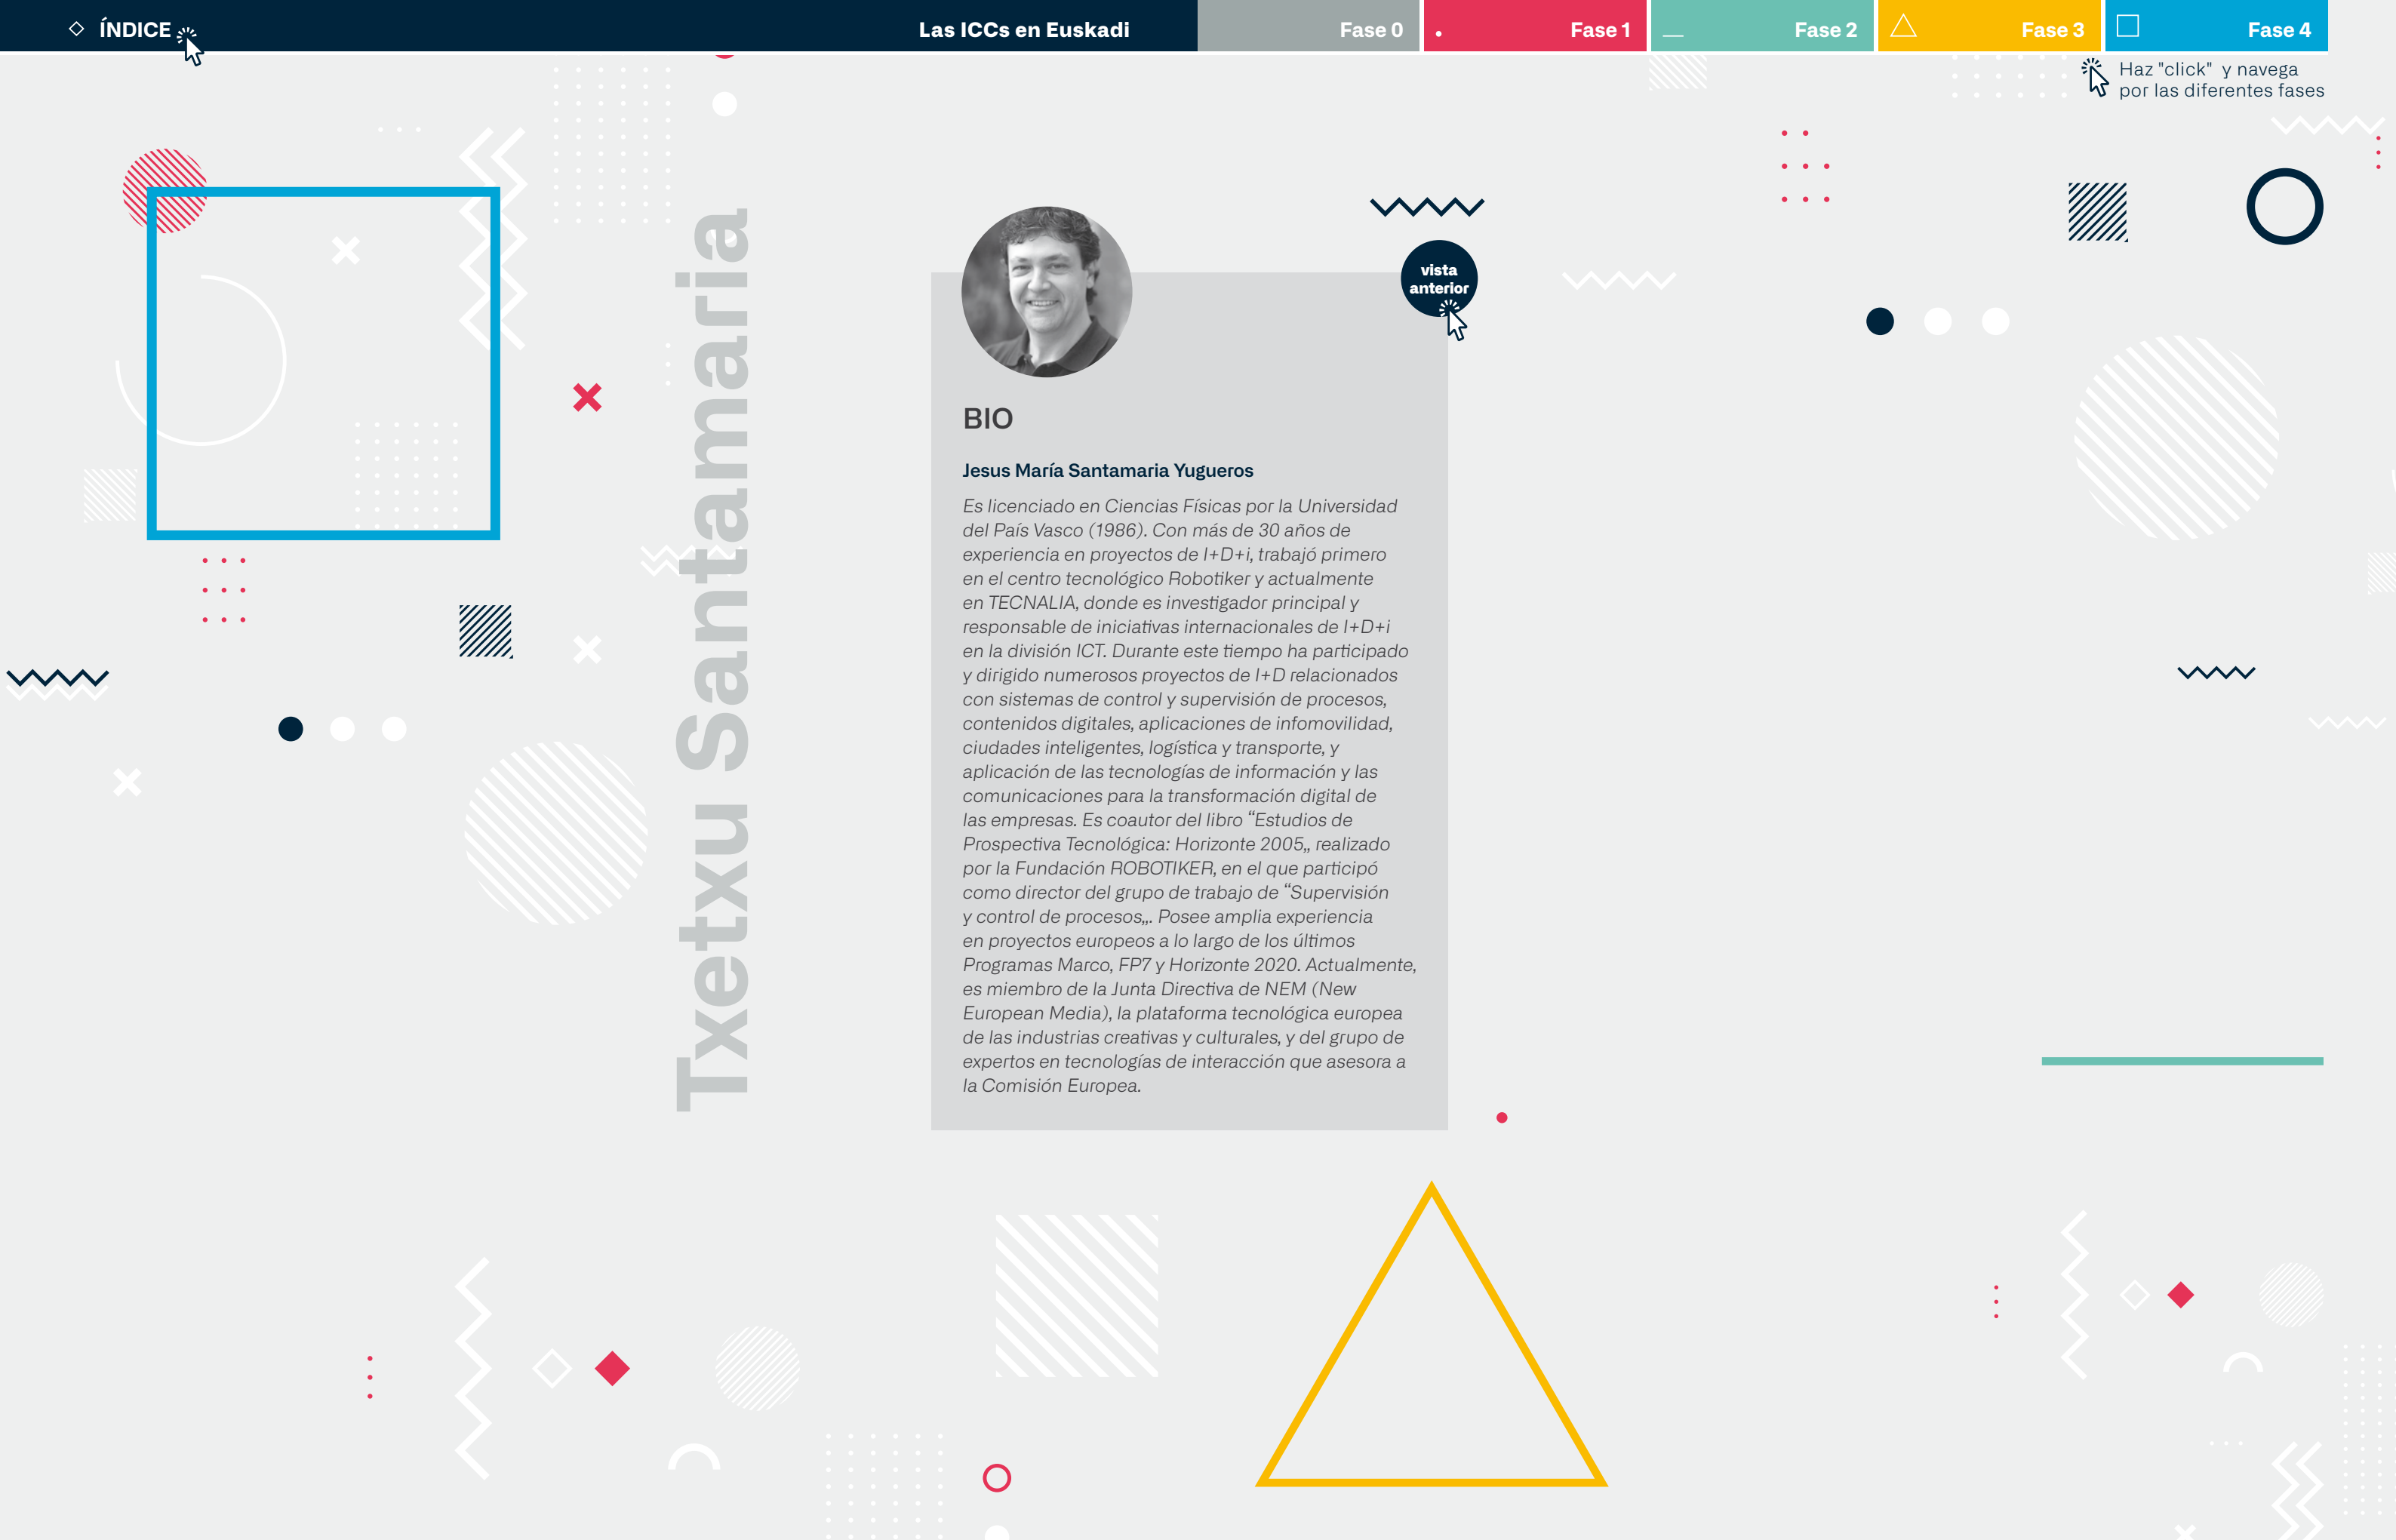 ÍNDICE
Las ICCs en Euskadi
Fase 0
Fase 1
Fase 2
Fase 3
Fase 4
Haz "click" y navega
por las diferentes fases
Txetxu Santamaria
vista
anterior
BIO
Jesus María Santamaria Yugueros
Es licenciado en Ciencias Físicas por la Universidad
del País Vasco (1986). Con más de 30 años de
experiencia en proyectos de I+D+i, trabajó primero
en el centro tecnológico Robotiker y actualmente
en TECNALIA, donde es investigador principal y
responsable de iniciativas internacionales de I+D+i
en la división ICT. Durante este tiempo ha participado
y dirigido numerosos proyectos de I+D relacionados
con sistemas de control y supervisión de procesos,
contenidos digitales, aplicaciones de infomovilidad,
ciudades inteligentes, logística y transporte, y
aplicación de las tecnologías de información y las
comunicaciones para la transformación digital de
las empresas. Es coautor del libro “Estudios de
Prospectiva Tecnológica: Horizonte 2005„, realizado
por la Fundación ROBOTIKER, en el que participó
como director del grupo de trabajo de “Supervisión
y control de procesos„. Posee amplia experiencia
en proyectos europeos a lo largo de los últimos
Programas Marco, FP7 y Horizonte 2020. Actualmente,
es miembro de la Junta Directiva de NEM (New
European Media), la plataforma tecnológica europea
de las industrias creativas y culturales, y del grupo de
expertos en tecnologías de interacción que asesora a
la Comisión Europea.